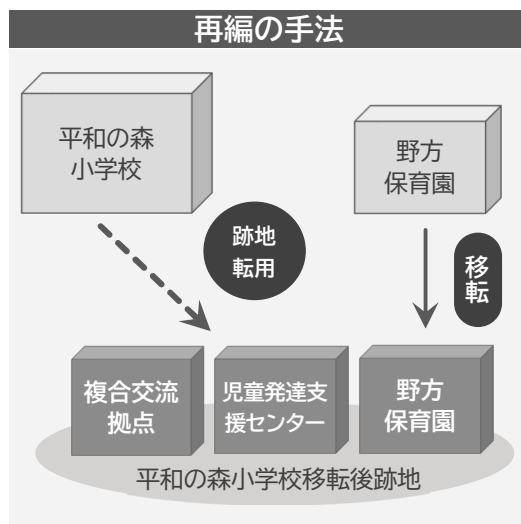 再編の手法
平和の森
小学校
野方
保育園
跡地
転用
移転
複合交流
拠点
児童発達支
援センター
野方
保育園
平和の森小学校移転後跡地